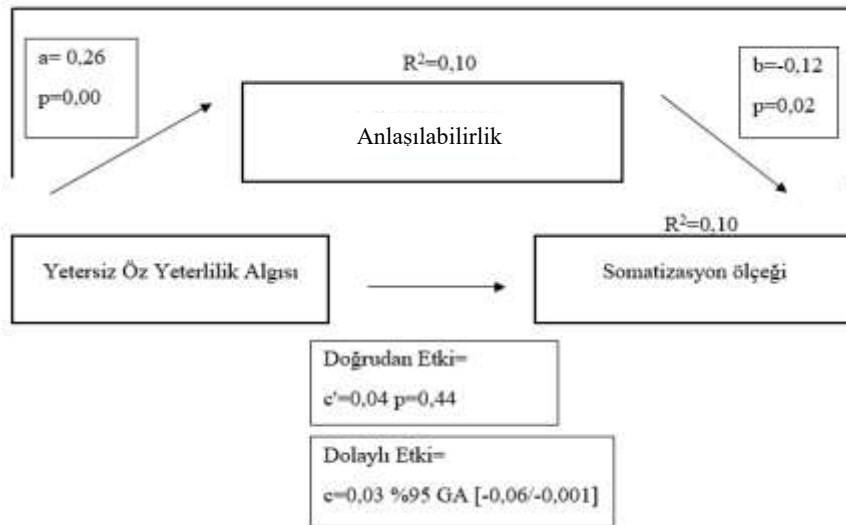 a= 0,26
p=0,00
R²=0,10
b=-0,12
p=0,02
Anlaşılabilirlik
R²=0,10
Yetersiz Öz Yeterlilik Algısı
Somatizasyon ölçeği
Doğrudan Etki=
c'=0,04 p=0,44
Dolaylı Etki=
c=0,03 %95 GA [-0,06/-0,001]